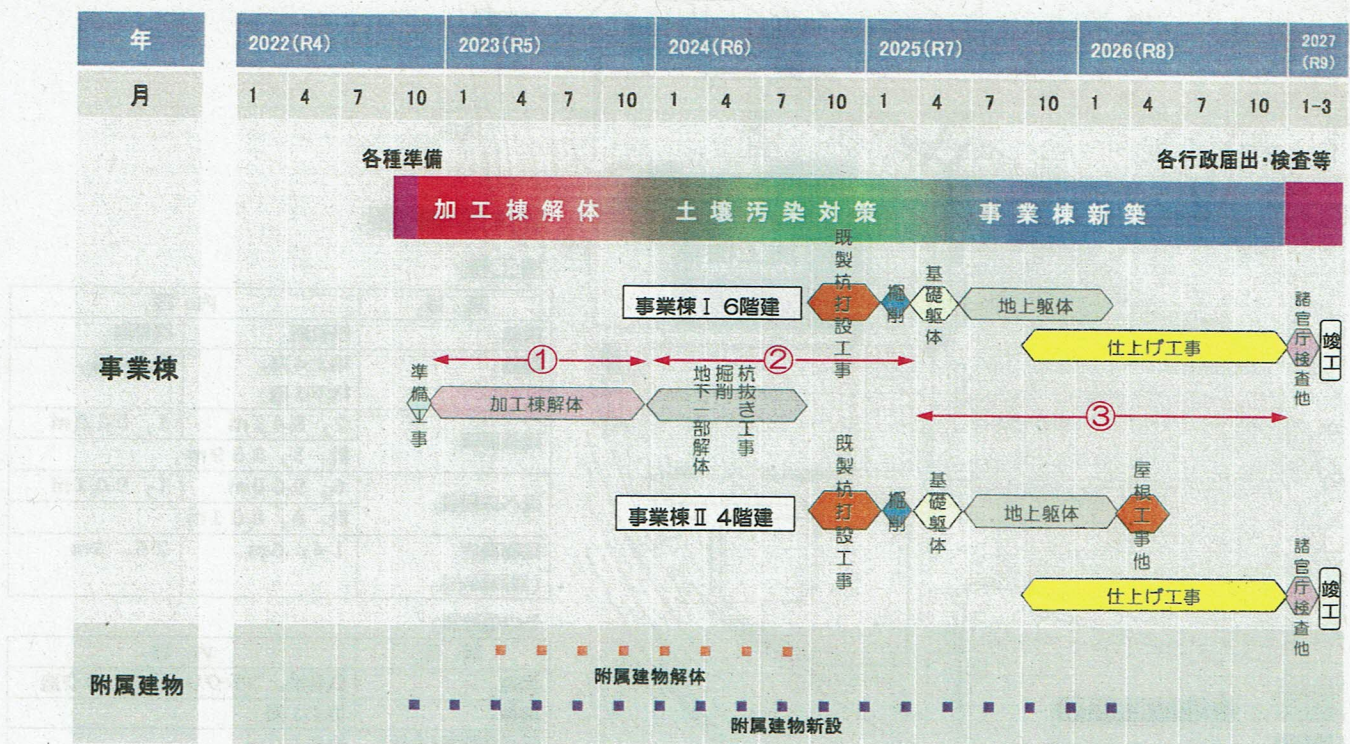 年
2022(R4) 2023(R5) 2024(R6) 2025(R7) 2026(R8) 2027
(R9)
月
1 4 7 10 1 4 7 10 1 4 7 10 1 4 7 10 1 4 7 10 1-3
各種準備
各行政届出・検査等
加工棟解体
土壌汚染対策
事業棟新築
事業棟
事業棟Ⅰ 6階建
既製杭打設工事
掘削
基礎躯体
地上躯体
仕上げ工事
諸官庁検査他
竣工
①
②
③
準備工事
加工棟解体
杭抜き工事
掘削
地下一部解体
事業棟Ⅱ 4階建
既製杭打設工事
掘削
基礎躯体
地上躯体
屋根工事他
仕上げ工事
諸官庁検査他
竣工
附属建物
附属建物解体
附属建物新設